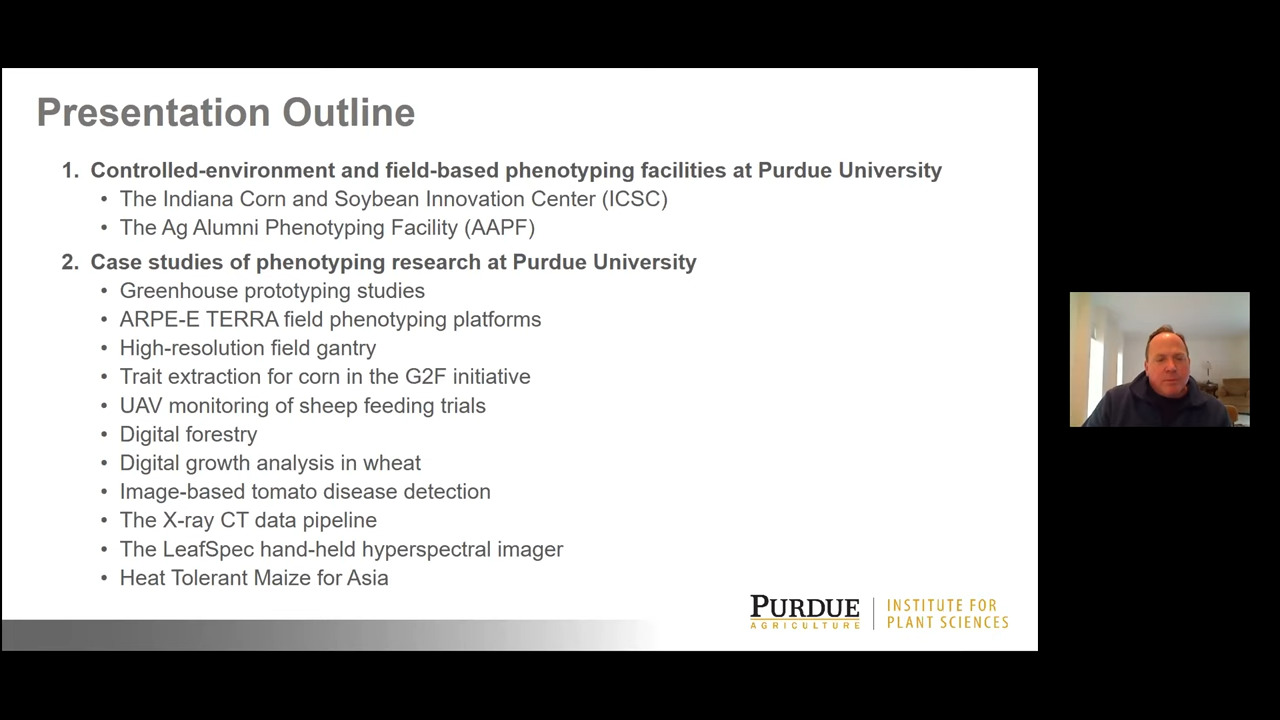 Presentation Outline
1. Controlled-environment and field-based phenotyping facilities at Purdue University
• The Indiana Corn and Soybean Innovation Center (ICSC)
• The Ag Alumni Phenotyping Facility (AAPF)
2. Case studies of phenotyping research at Purdue University
• Greenhouse prototyping studies
• ARPE-E TERRA field phenotyping platforms
• High-resolution field gantry
• Trait extraction for corn in the G2F initiative
• UAV monitoring of sheep feeding trials
• Digital forestry
• Digital growth analysis in wheat
• Image-based tomato disease detection
• The X-ray CT data pipeline
• The LeafSpec hand-held hyperspectral imager
• Heat Tolerant Maize for Asia
PURDUE
AGRICULTURE
INSTITUTE FOR
PLANT SCIENCES